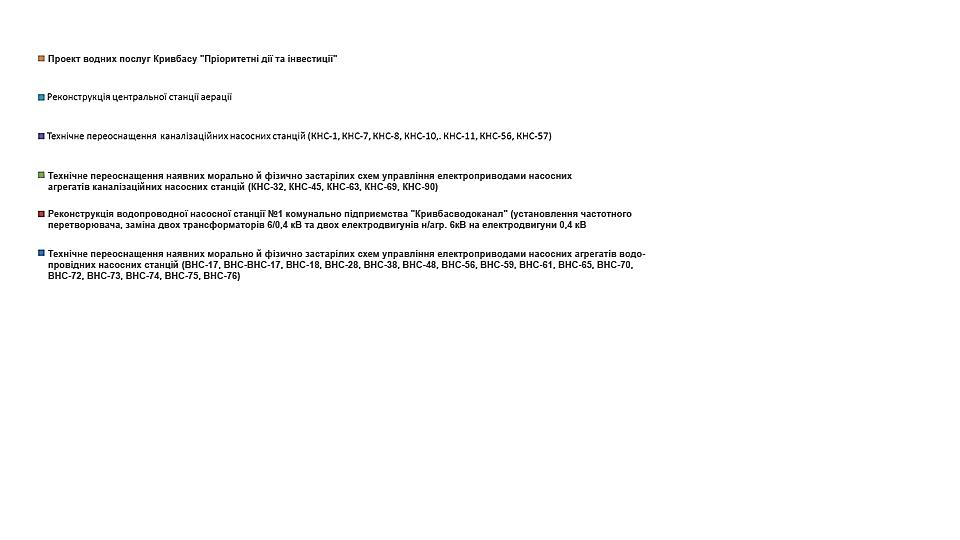 Проект водних послуг Кривбасу "Пріоритетні дії та інвестиції"
Реконструкція центральної станції аерації
Технічне переоснащення каналізаційних насосних станцій (КНС-1, КНС-7, КНС-8, КНС-10,. КНС-11, КНС-56, КНС-57)
Технічне переоснащення наявних морально й фізично застарілих схем управління електроприводами насосних
агрегатів каналізаційних насосних станцій (КНС-32, КНС-45, КНС-63, КНС-69, КНС-90)
Реконструкція водопроводної насосної станції №1 комунально підприємства "Кривбасводоканал" (установлення частотного
перетворювача, заміна двох трансформаторів 6/0,4 кВ та двох електродвигунів н/агр. 6кВ на електродвигуни 0,4 кВ
Технічне переоснащення наявних морально й фізично застарілих схем управління електроприводами насосних агрегатів водо-
провідних насосних станцій (ВНС-17, ВНС-ВНС-17, ВНС-18, ВНС-28, ВНС-38, ВНС-48, ВНС-56, ВНС-59, ВНС-61, ВНС-65, ВНС-70,
ВНС-72, ВНС-73, ВНС-74, ВНС-75, ВНС-76)